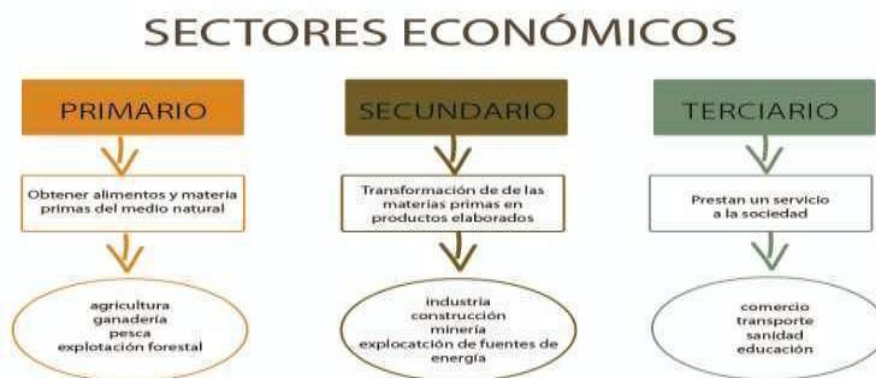 SECTORES ECONÓMICOS
PRIMARIO
Obtener alimentos y materia
primas del medio natural
agricultura
ganadería
pesca
explotación forestal
SECUNDARIO
Transformación de de las
materias primas en
productos elaborados
industria
construcción
minería
explocatción de fuentes de
energía
TERCIARIO
Prestan un servicio
a la sociedad
comercio
transporte
sanidad
educación